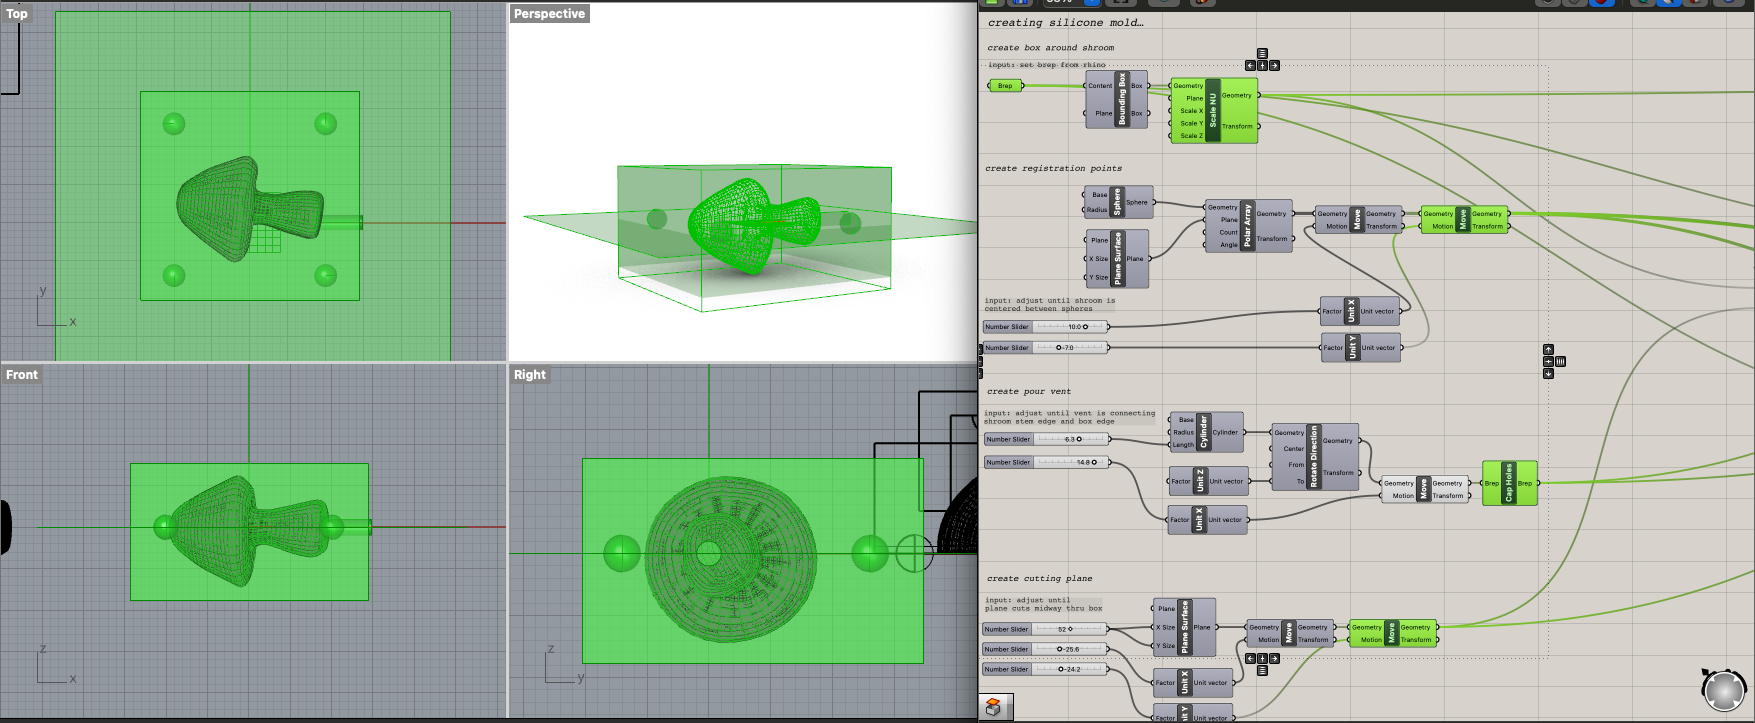 Top
y
x
Perspective
Front
z
x
Right
z
y
creating silicone mold…
create box around shroom
input: set brep from rhino
Brep
Content
Plane
Bounding Box
Box
Box
Geometry
Plane
Scale X
Scale Y
Scale Z
Scale NU
Geometry
Transform
create registration points
Base
Radius
Sphere
Sphere
Plane
X Size
Y Size
Plane Surface
Plane
Geometry
Plane
Count
Angle
Polar Array
Geometry
Transform
Geometry
Motion
Move
Geometry
Transform
Geometry
Motion
Move
Geometry
Transform
input: adjust until shroom is
centered between spheres
Number Slider
10.0
Number Slider
-7.0
Factor
Unit X
Unit vector
Factor
Unit Y
Unit vector
create pour vent
input: adjust until vent is connecting
shroom stem edge and box edge
Number Slider
6.3
Number Slider
14.8
Base
Radius
Length
Cylinder
Cylinder
Factor
Unit Z
Unit vector
Factor
Unit X
Unit vector
Geometry
Center
From
To
Rotate Direction
Geometry
Transform
Geometry
Motion
Move
Geometry
Transform
Brep
Cap Holes
Brep
create cutting plane
input: adjust until
plane cuts midway thru box
Number Slider
52
Number Slider
-25.6
Number Slider
-24.2
Plane
X Size
Y Size
Plane Surface
Plane
Geometry
Motion
Move
Geometry
Transform
Geometry
Motion
Move
Geometry
Transform
Factor
Unit X
Unit vector
Factor
Unit Y
Unit vector